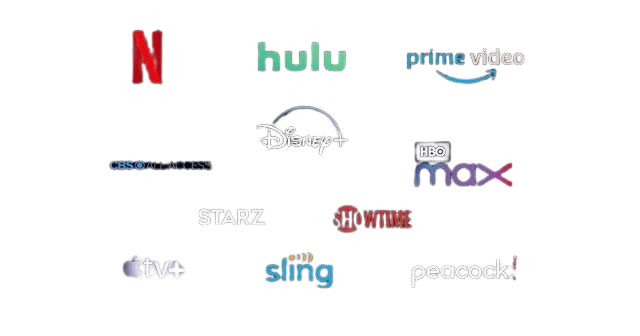 N
hulu
prime video
Disney+
CBS ALL ACCESS
HBO
max
STARZ
SHOWTIME
tv+
sling
peacock!